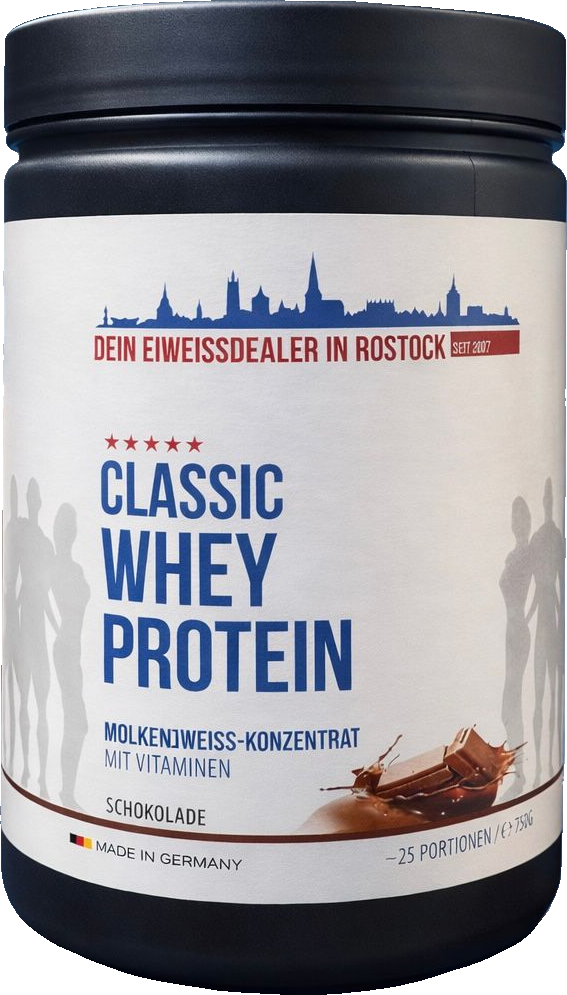 DEIN EIWEISSDEALER IN ROSTOCK SEIT 2007
CLASSIC
WHEY
PROTEIN
-KONZENTRAT
MIT VITAMINEN
SCHOKOLADE
MADE IN GERMANY
~25 PORTIONEN / 750G